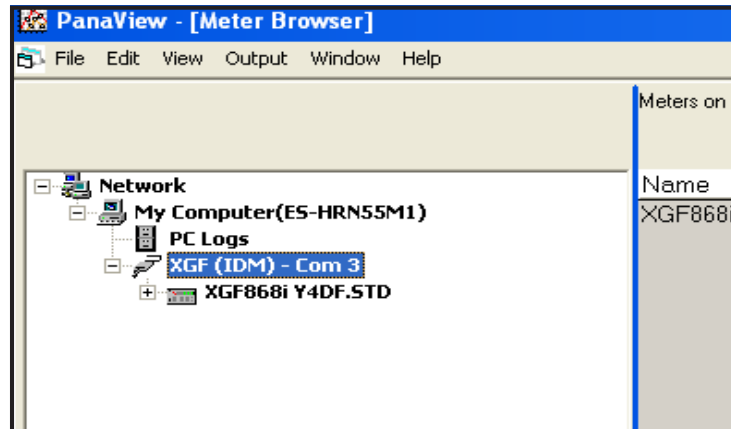 PanaView - [Meter Browser]
File Edit View Output Window Help
Meters on
Network
My Computer(ES-HRN55M1)
PC Logs
XGF (IDM) - Com 3
XGF868i Y4DF.STD
Name
XGF868i